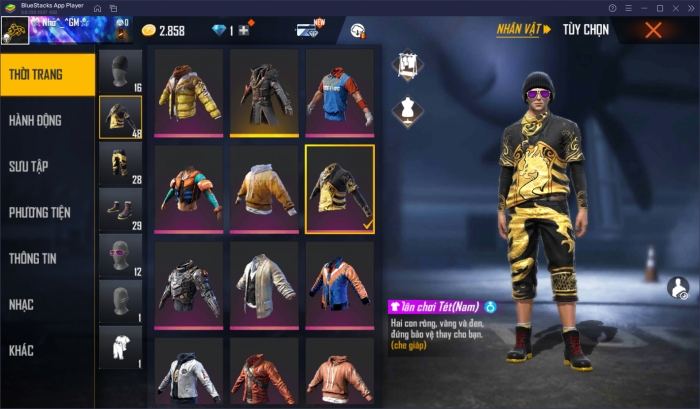 BlueStacks App Player
2.858
1
NEW
NHÂN VẬT
TÙY CHỌN
THỜI TRANG
HÀNH ĐỘNG
SƯU TẬP
PHƯƠNG TIỆN
THÔNG TIN
NHẠC
KHÁC
16
48
28
29
12
1
1
Tân chơi Tết(Nam)
Hai con rồng, vàng và đen,
đứng bảo vệ thay cho bạn.
(che giáp)